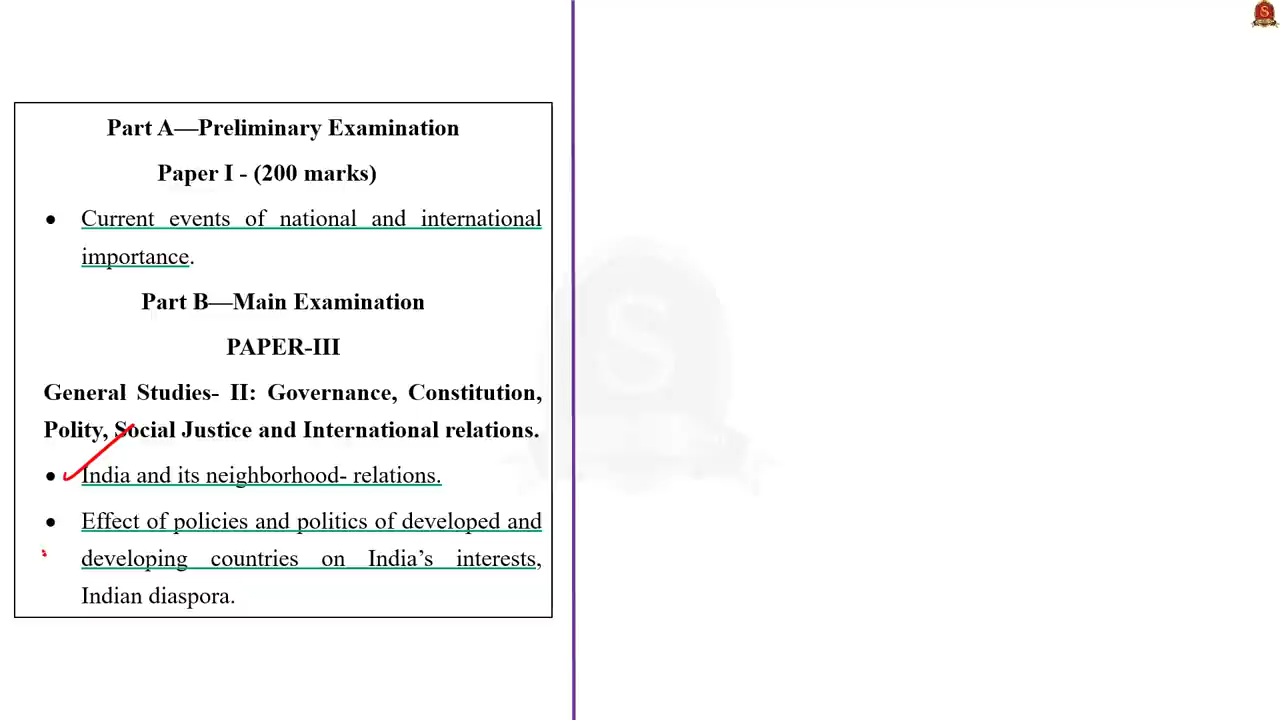 Part A—Preliminary Examination
Paper I - (200 marks)
● Current events of national and international
importance.
Part B—Main Examination
PAPER-III
General Studies- II: Governance, Constitution,
Polity, Social Justice and International relations.
● India and its neighborhood- relations.
● Effect of policies and politics of developed and
developing countries on India’s interests,
Indian diaspora.
S
S